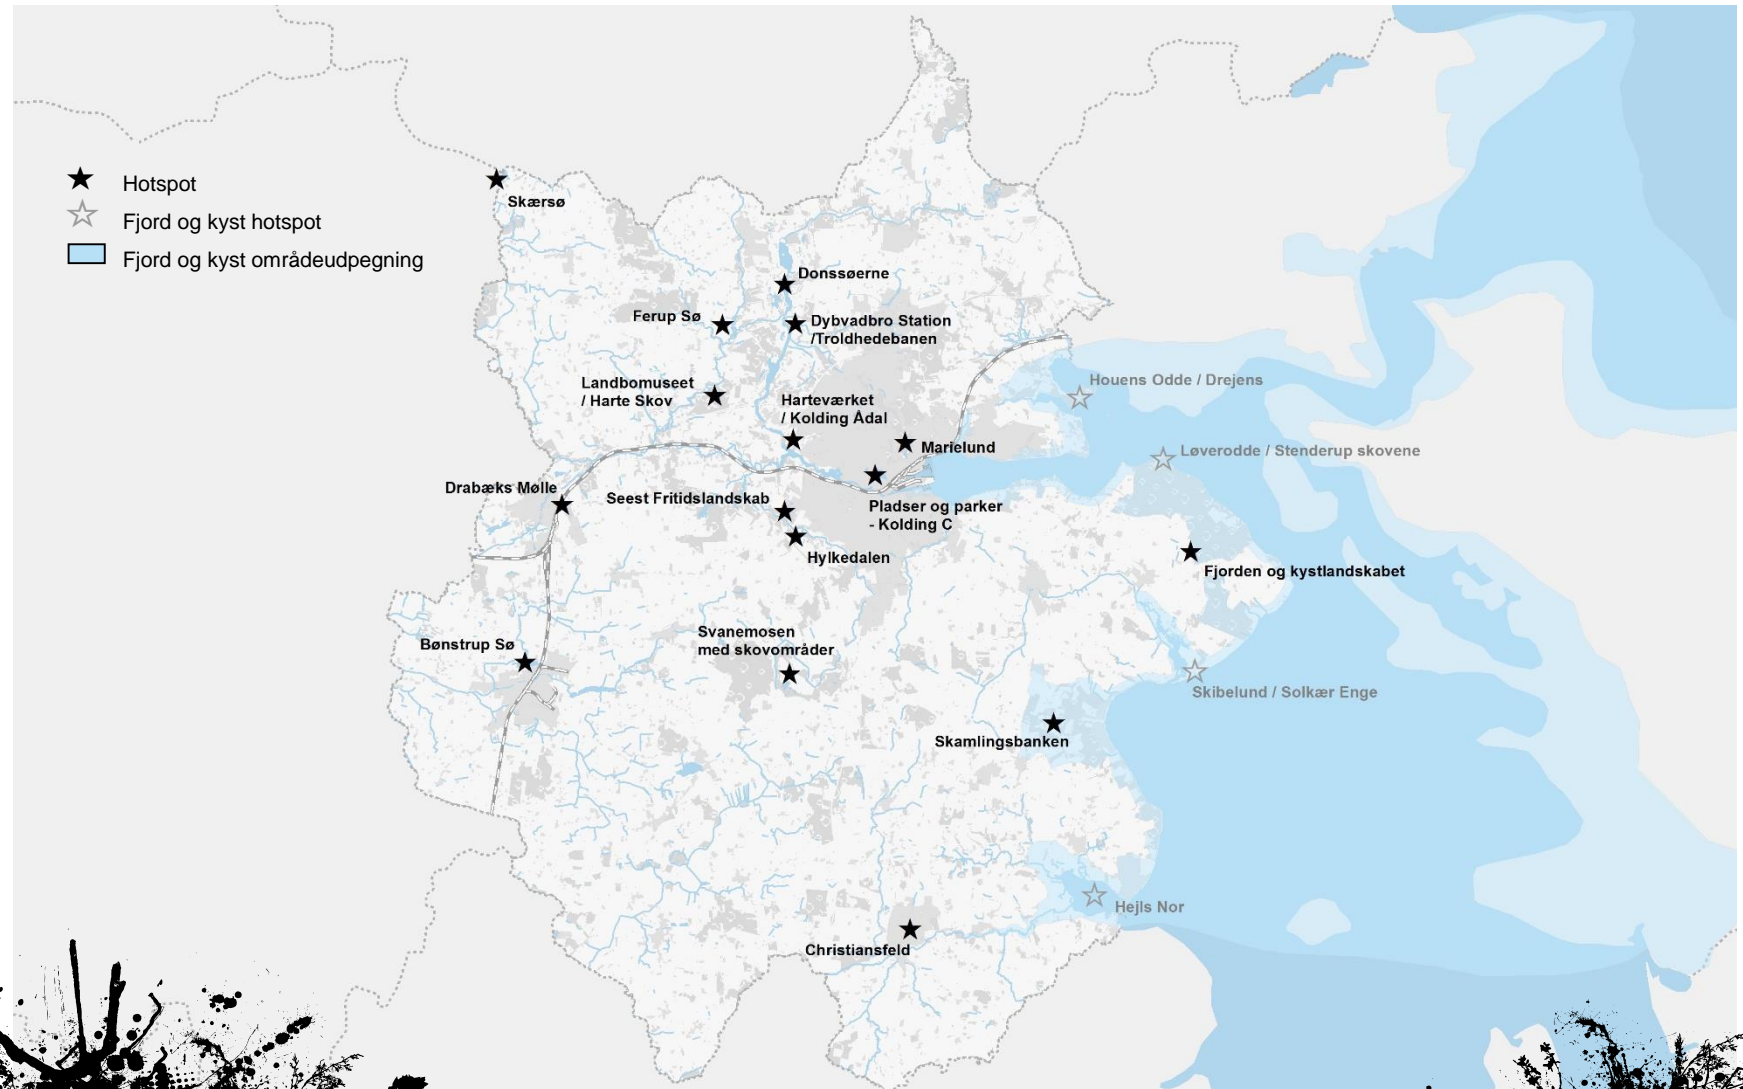 Hotspot
Fjord og kyst hotspot
Fjord og kyst områdeudpegning
Skærsø
Donssøerne
Ferup Sø
Dybvadbro Station
/Troldhedebanen
Houens Odde / Drejens
Landbomuseet
/ Harte Skov
Harteværket
/ Kolding Ådal
Marielund
Løverodde / Stenderup skovene
Drabæks Mølle
Seest Fritidslandskab
Pladser og parker
- Kolding C
Hylkedalen
Fjorden og kystlandskabet
Svanemosen
med skovområder
Bønstrup Sø
Skibelund / Solkær Enge
Skamlingsbanken
Hejls Nor
Christiansfeld